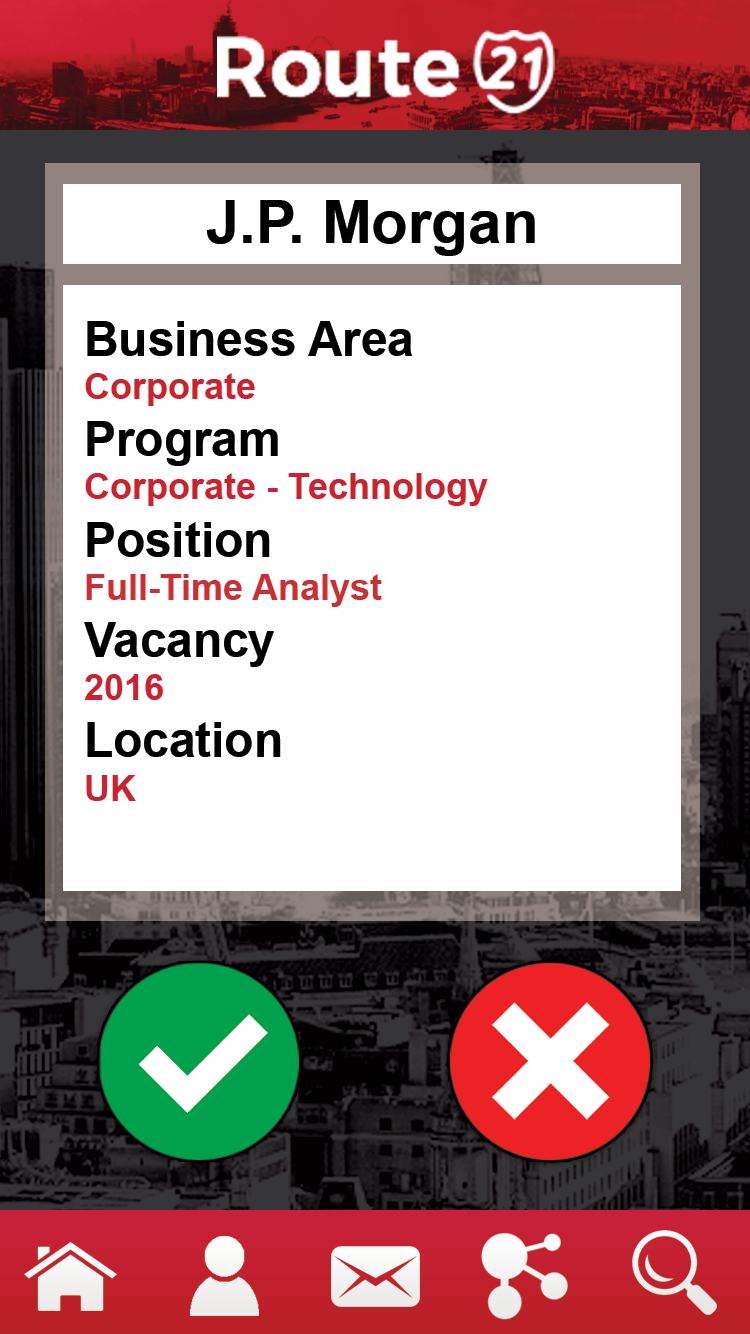 Route 21
J.P. Morgan
Business Area
Corporate
Program
Corporate - Technology
Position
Full-Time Analyst
Vacancy
2016
Location
UK